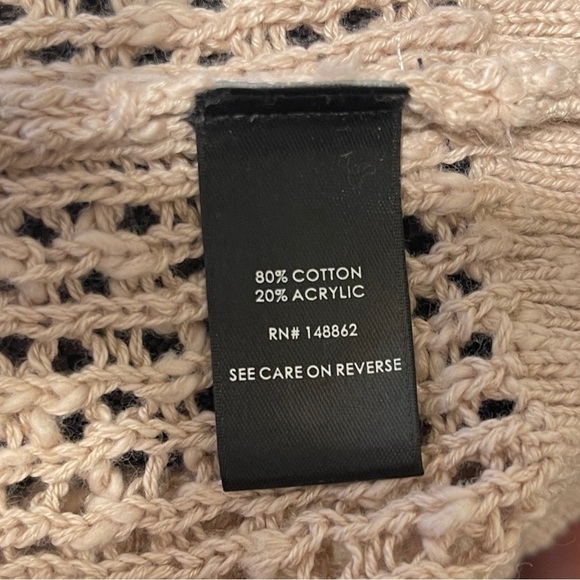 80% COTTON
20% ACRYLIC
RN# 148862
SEE CARE ON REVERSE